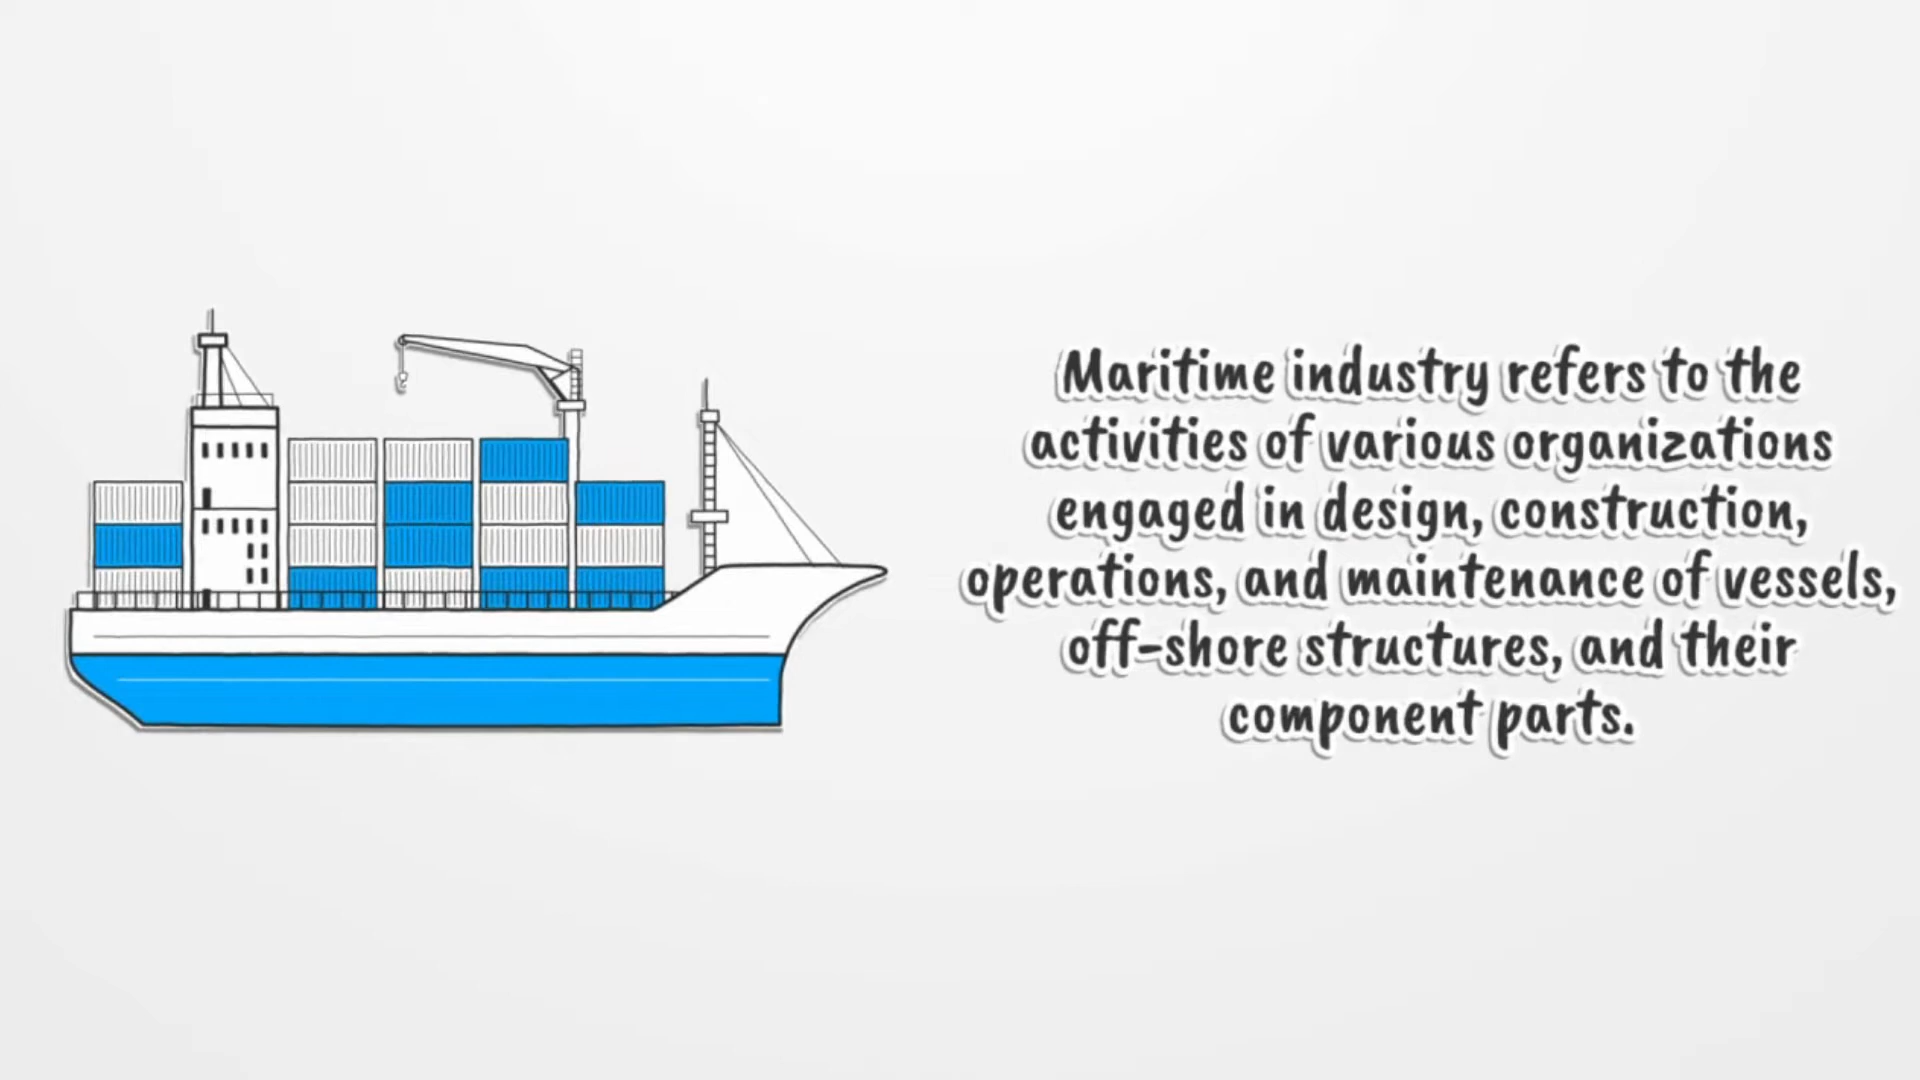 Maritime industry refers to the
activities of various organizations
engaged in design, construction,
operations, and maintenance of vessels,
off-shore structures, and their
component parts.